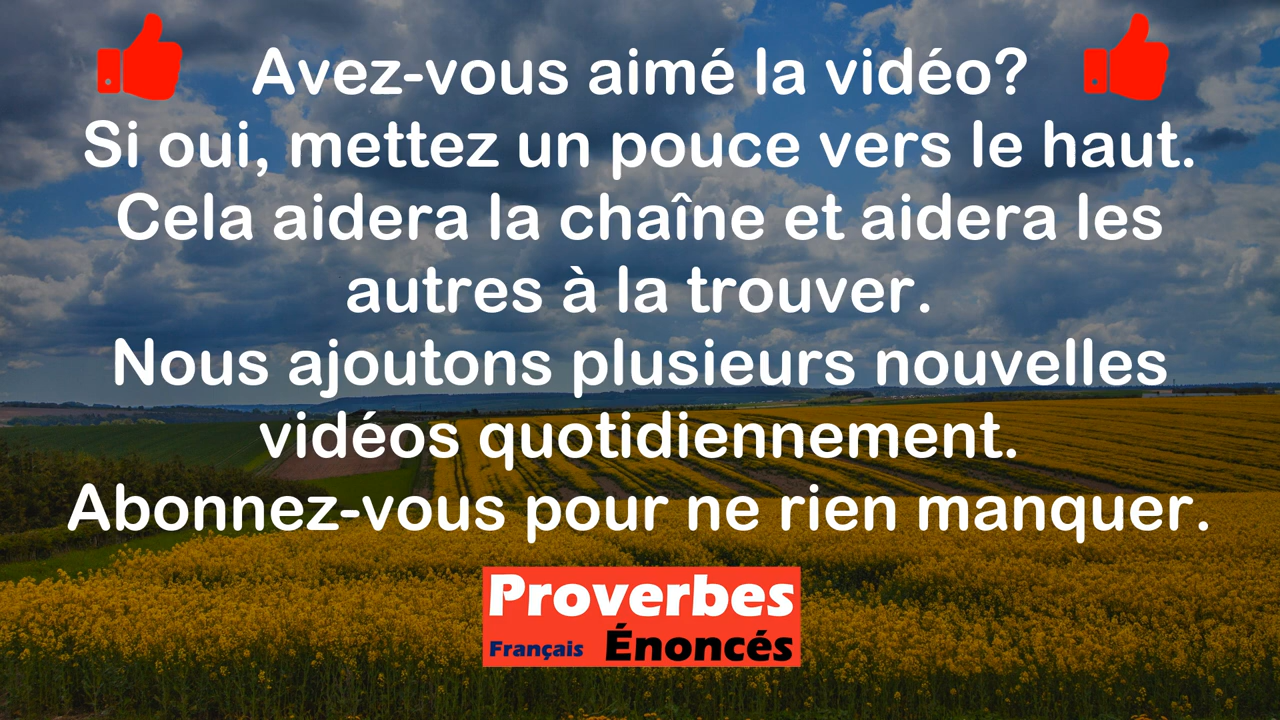 Avez-vous aimé la vidéo?
Si oui, mettez un pouce vers le haut.
Cela aidera la chaîne et aidera les
autres à la trouver.
Nous ajoutons plusieurs nouvelles
vidéos quotidiennement.
Abonnez-vous pour ne rien manquer.
Proverbes
Français Énoncés